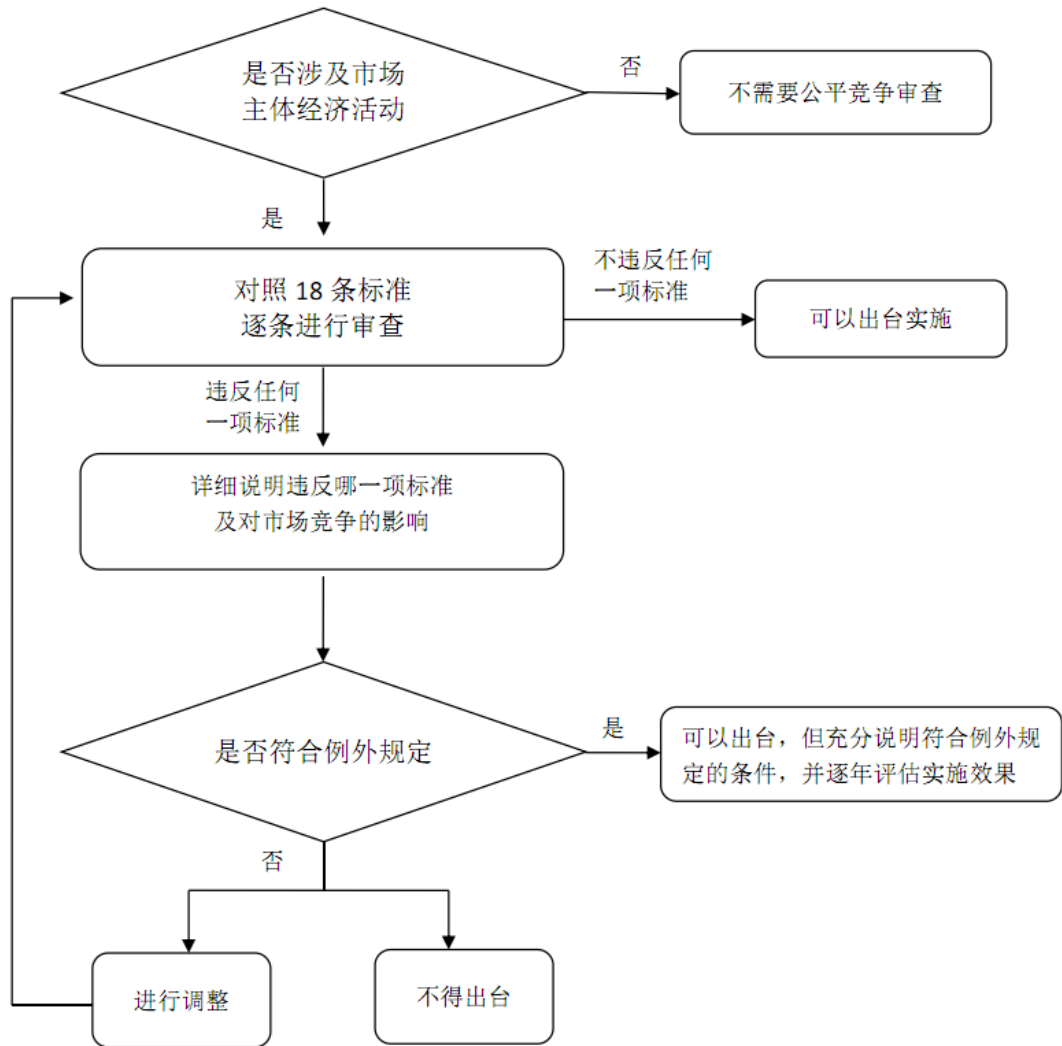 是否涉及市场
主体经济活动
否
不需要公平竞争审查
是
对照 18 条标准
逐条进行审查
不违反任何
一项标准
可以出台实施
违反任何
一项标准
详细说明违反哪一项标准
及对市场竞争的影响
是否符合例外规定
是
可以出台，但充分说明符合例外规
定的条件，并逐年评估实施效果
否
进行调整
不得出台